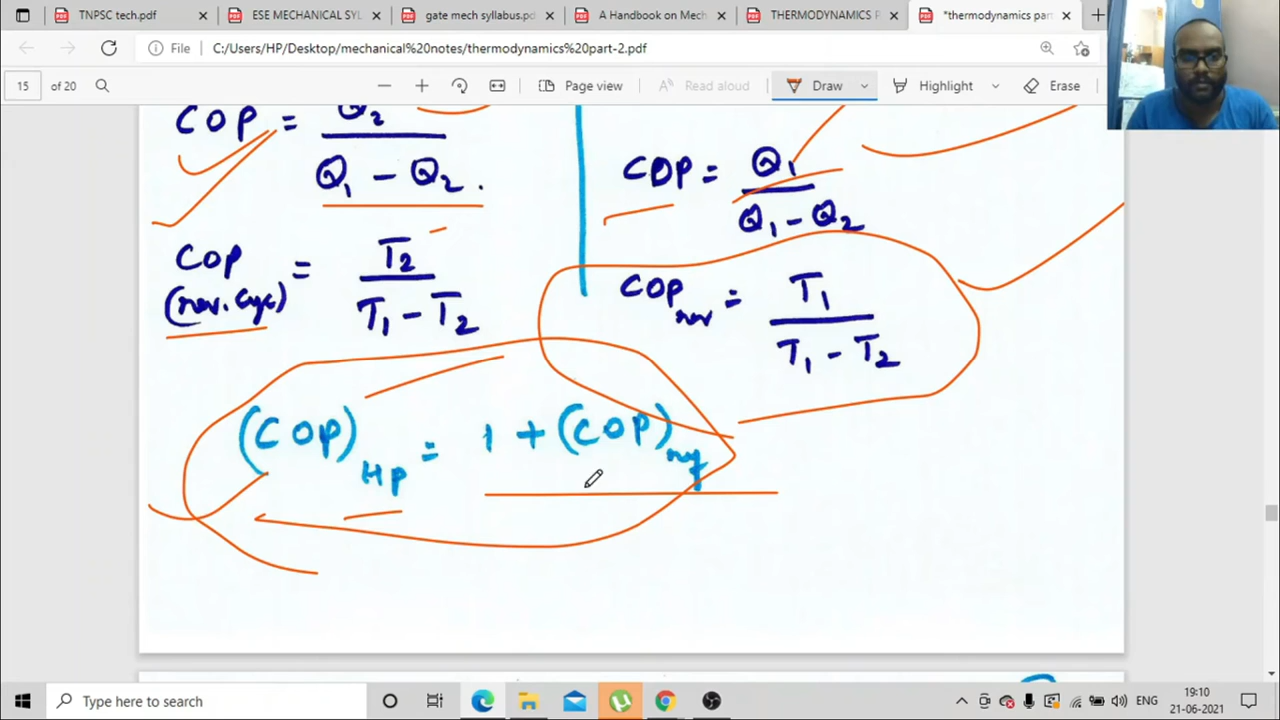 TNPSC tech.pdf
ESE MECHANICAL SYL
gate mech syllabus.pd
A Handbook on Mech
THERMODYNAMICS P
*thermodynamics par
File C:/Users/HP/Desktop/mechanical%20notes/thermodynamics%20part-2.pdf
15 of 20
Page view
Read aloud
Draw
Highlight
Erase
COP = Q2 / Q1 - Q2 .
COP (rev. cyc) = T2 / T1 - T2
COP = Q1 / Q1 - Q2
COP rev = T1 / T1 - T2
(COP) HP = 1 + (COP) ref
Type here to search
ENG
19:10
21-06-2021